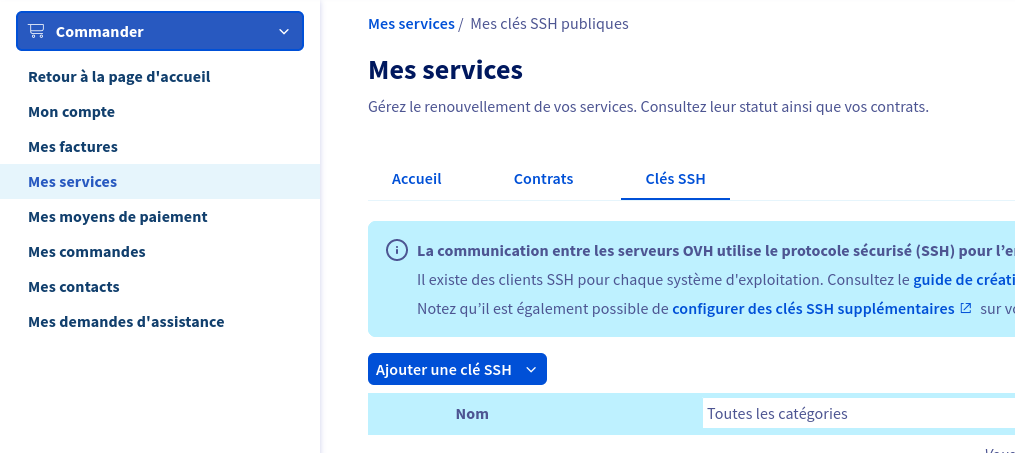 Commander
Retour à la page d'accueil
Mon compte
Mes factures
Mes services
Mes moyens de paiement
Mes commandes
Mes contacts
Mes demandes d'assistance
Mes services / Mes clés SSH publiques
Mes services
Gérez le renouvellement de vos services. Consultez leur statut ainsi que vos contrats.
Accueil Contrats Clés SSH
La communication entre les serveurs OVH utilise le protocole sécurisé (SSH) pour l’e
Il existe des clients SSH pour chaque système d'exploitation. Consultez le guide de créati
Notez qu’il est également possible de configurer des clés SSH supplémentaires sur v
Ajouter une clé SSH
Nom Toutes les catégories